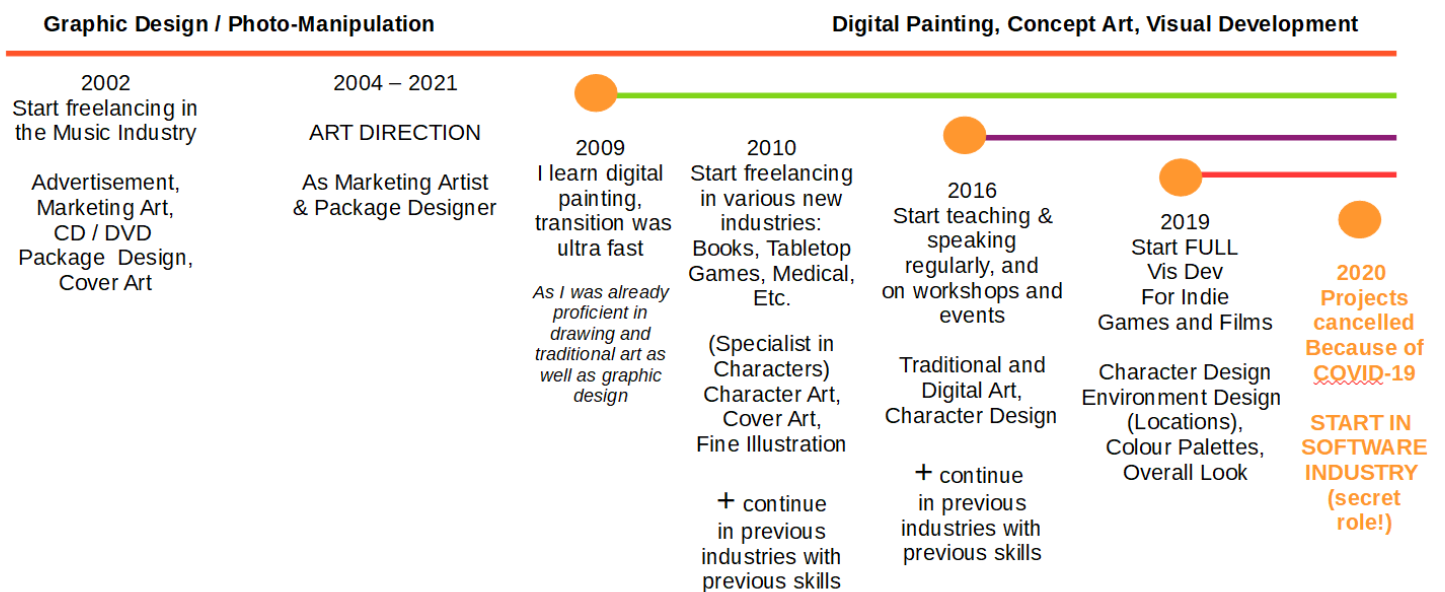 Graphic Design / Photo-Manipulation
Digital Painting, Concept Art, Visual Development
2002
Start freelancing in
the Music Industry
Advertisement,
Marketing Art,
CD / DVD
Package Design,
Cover Art
2004 – 2021
ART DIRECTION
As Marketing Artist
& Package Designer
2009
I learn digital
painting,
transition was
ultra fast
As I was already
proficient in
drawing and
traditional art as
well as graphic
design
2010
Start freelancing
in various new
industries:
Books, Tabletop
Games, Medical,
Etc.
(Specialist in
Characters)
Character Art,
Cover Art,
Fine Illustration
+ continue
in previous
industries with
previous skills
2016
Start teaching &
speaking
regularly, and
on workshops and
events
Traditional and
Digital Art,
Character Design
+ continue
in previous
industries with
previous skills
2019
Start FULL
Vis Dev
For Indie
Games and Films
Character Design
Environment Design
(Locations),
Colour Palettes,
Overall Look
2020
Projects
cancelled
Because of
COVID-19
START IN
SOFTWARE
INDUSTRY
(secret
role!)